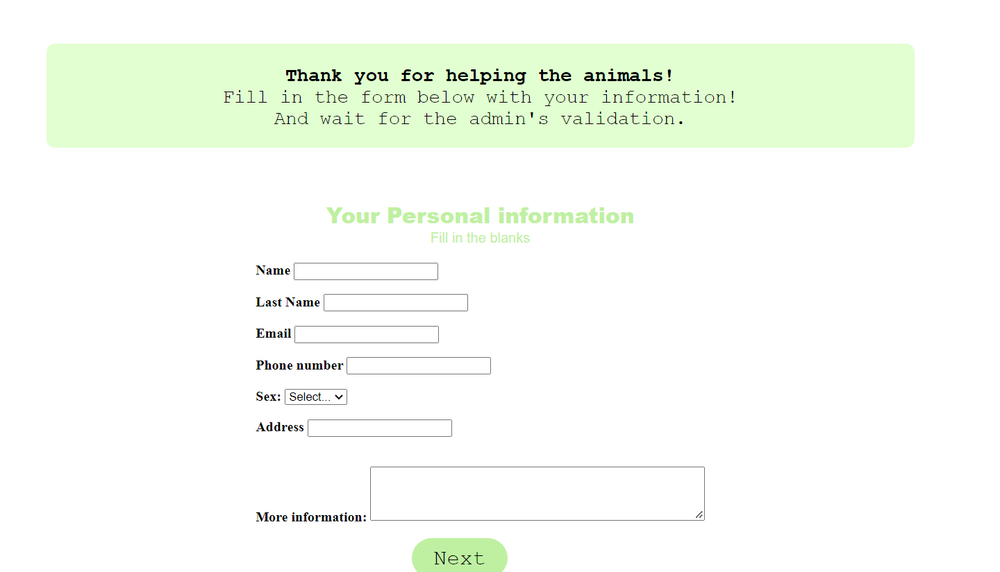 Thank you for helping the animals!
Fill in the form below with your information!
And wait for the admin's validation.
Your Personal information
Fill in the blanks
Name
Last Name
Email
Phone number
Sex: Select...
Address
More information:
Next